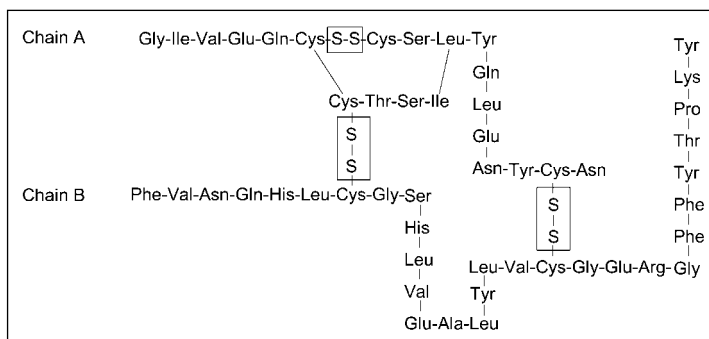 Chain A Gly-Ile-Val-Glu-Gln-Cys-S-S-Cys-Ser-Leu-Tyr Tyr
Gln Lys
Cys-Thr-Ser-Ile Leu Pro
S Glu Thr
S Asn-Tyr-Cys-Asn Tyr
Chain B Phe-Val-Asn-Gln-His-Leu-Cys-Gly-Ser S Phe
His S Phe
Leu Leu-Val-Cys-Gly-Glu-Arg-Gly
Val Tyr
Glu-Ala-Leu